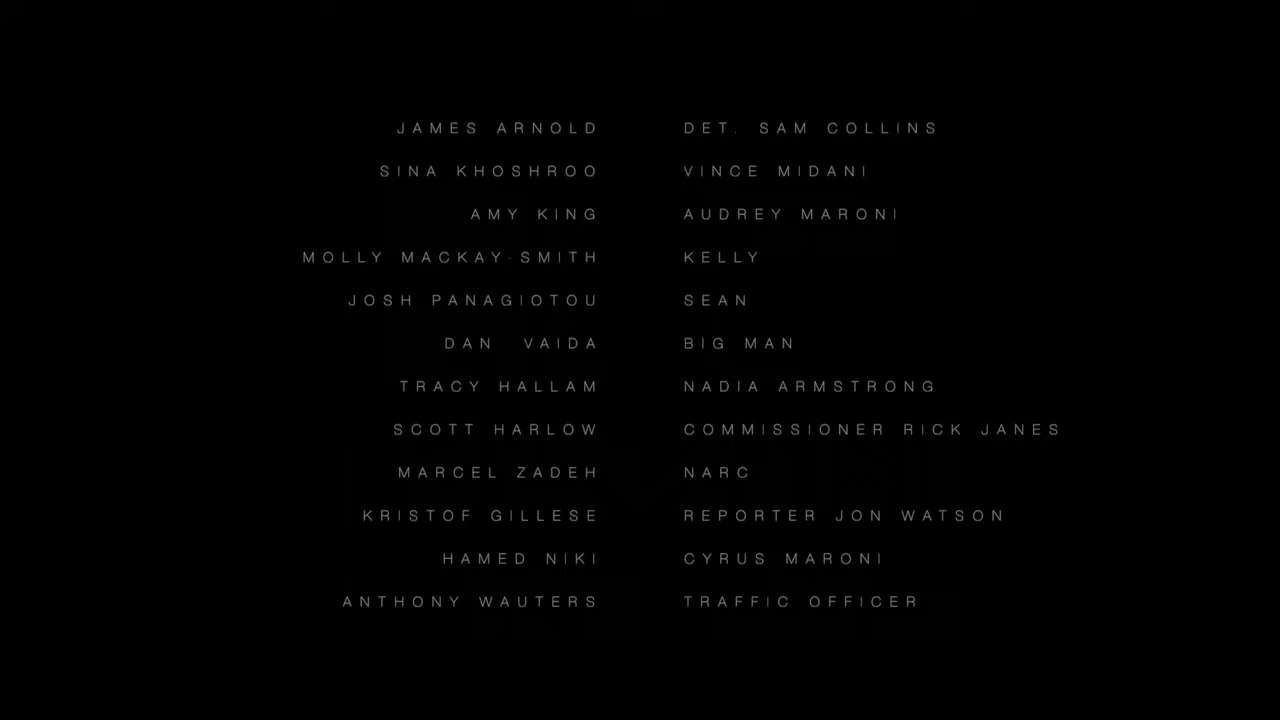 JAMES ARNOLD DET. SAM COLLINS
SINA KHOSHROO VINCE MIDANI
AMY KING AUDREY MARONI
MOLLY MACKAY-SMITH KELLY
JOSH PANAGIOTOU SEAN
DAN VAIDA BIG MAN
TRACY HALLAM NADIA ARMSTRONG
SCOTT HARLOW COMMISSIONER RICK JANES
MARCEL ZADEH NARC
KRISTOF GILLESE REPORTER JON WATSON
HAMED NIKI CYRUS MARONI
ANTHONY WAUTERS TRAFFIC OFFICER